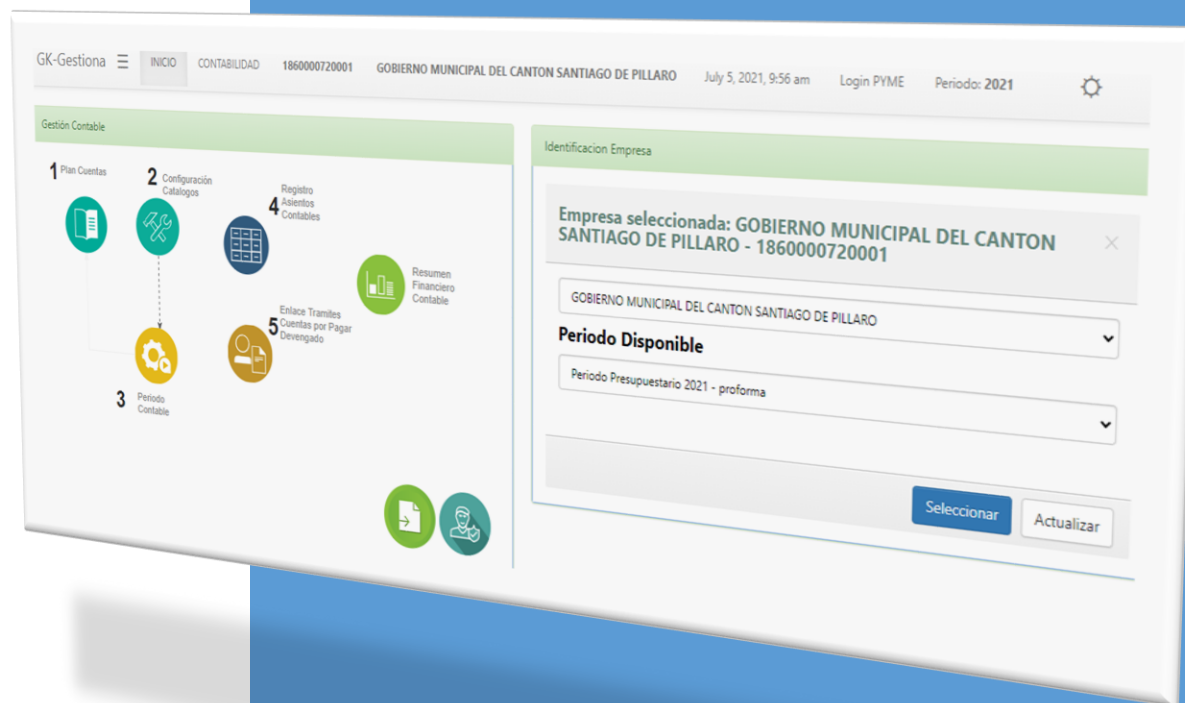 GK-Gestiona INICIO CONTABILIDAD 1860000720001 GOBIERNO MUNICIPAL DEL CANTON SANTIAGO DE PILLARO July 5, 2021, 9:56 am Login PYME Periodo: 2021
Gestión Contable
1 Plan Cuentas
2 Configuración
Catalogos
4 Registro
Asientos
Contables
Resumen
Financiero
Contable
5 Enlace Tramites
Cuentas por Pagar
Devengado
3 Periodo
Contable
Identificacion Empresa
Empresa seleccionada: GOBIERNO MUNICIPAL DEL CANTON
SANTIAGO DE PILLARO - 1860000720001
×
GOBIERNO MUNICIPAL DEL CANTON SANTIAGO DE PILLARO
Periodo Disponible
Periodo Presupuestario 2021 - proforma
Seleccionar Actualizar